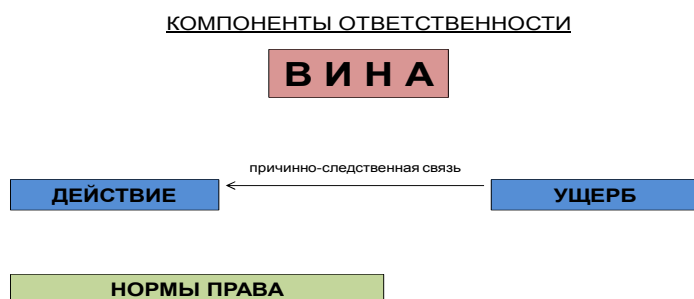 КОМПОНЕНТЫ ОТВЕТСТВЕННОСТИ
В И Н А
причинно-следственная связь
ДЕЙСТВИЕ
УЩЕРБ
НОРМЫ ПРАВА